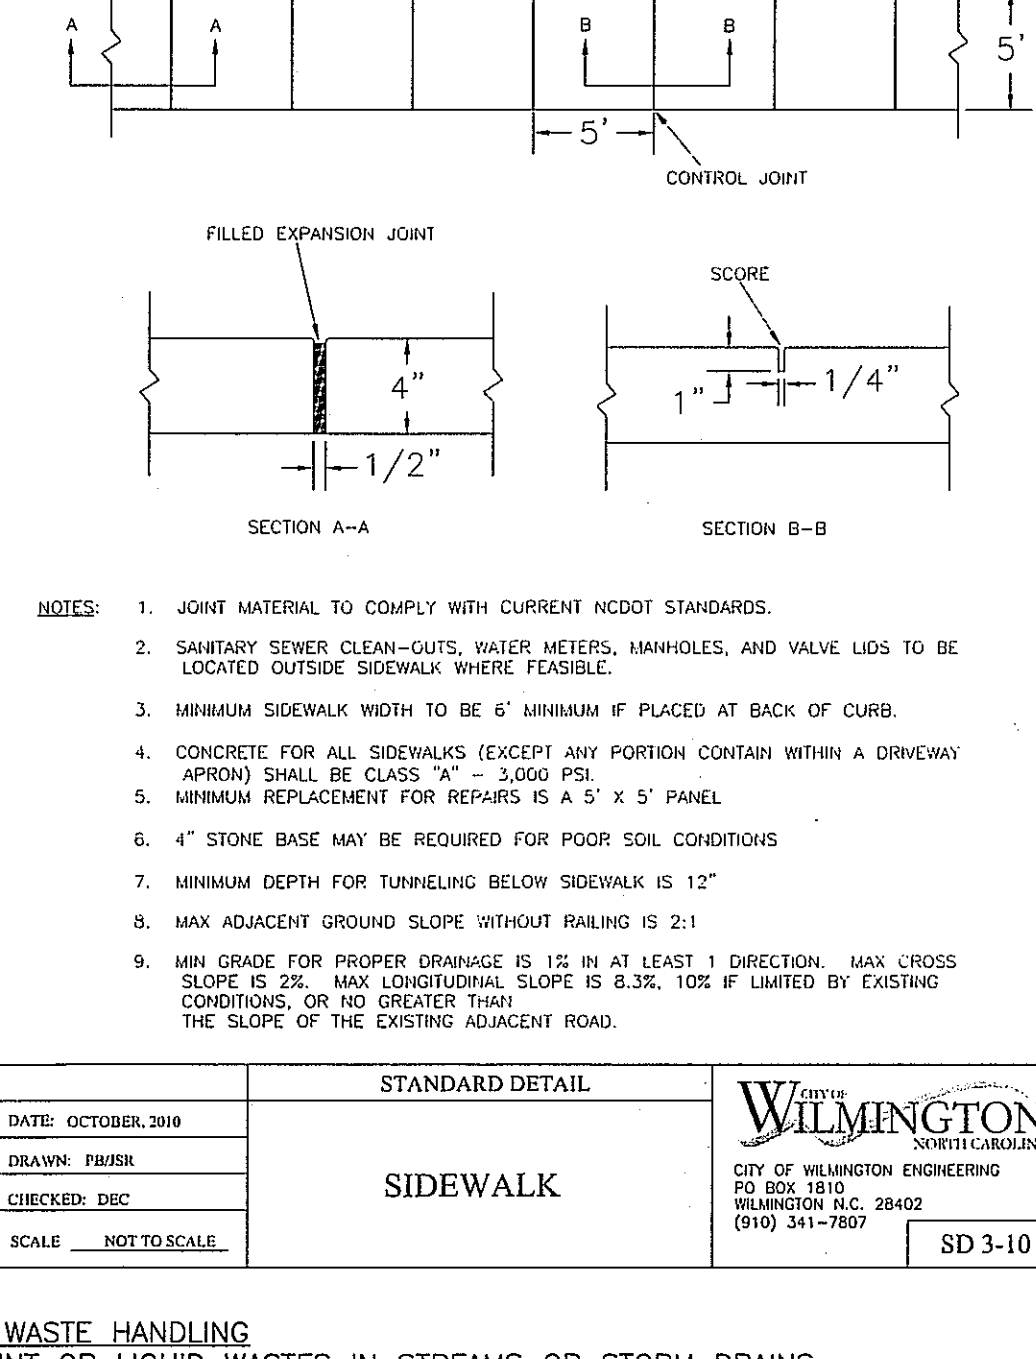 A A B B
5'
5'
CONTROL JOINT
FILLED EXPANSION JOINT
SCORE
4"
1"
1/4"
1/2"
SECTION A-A
SECTION B-B
NOTES: 1. JOINT MATERIAL TO COMPLY WITH CURRENT NCDOT STANDARDS.
2. SANITARY SEWER CLEAN-OUTS, WATER METERS, MANHOLES, AND VALVE LIDS TO BE
LOCATED OUTSIDE SIDEWALK WHERE FEASIBLE.
3. MINIMUM SIDEWALK WIDTH TO BE 6' MINIMUM IF PLACED AT BACK OF CURB.
4. CONCRETE FOR ALL SIDEWALKS (EXCEPT ANY PORTION CONTAIN WITHIN A DRIVEWAY
APRON) SHALL BE CLASS "A" - 3,000 PSI.
5. MINIMUM REPLACEMENT FOR REPAIRS IS A 5' X 5' PANEL
6. 4" STONE BASE MAY BE REQUIRED FOR POOR SOIL CONDITIONS
7. MINIMUM DEPTH FOR TUNNELING BELOW SIDEWALK IS 12"
8. MAX ADJACENT GROUND SLOPE WITHOUT RAILING IS 2:1
9. MIN GRADE FOR PROPER DRAINAGE IS 1% IN AT LEAST 1 DIRECTION. MAX CROSS
SLOPE IS 2%. MAX LONGITUDINAL SLOPE IS 8.3%, 10% IF LIMITED BY EXISTING
CONDITIONS, OR NO GREATER THAN
THE SLOPE OF THE EXISTING ADJACENT ROAD.
STANDARD DETAIL
DATE: OCTOBER, 2010
DRAWN: PB/JSR
CHECKED: DEC
SCALE NOT TO SCALE
SIDEWALK
CITY OF
WILMINGTON
NORTH CAROLIN
CITY OF WILMINGTON ENGINEERING
PO BOX 1810
WILMINGTON N.C. 28402
(910) 341-7807
SD 3-10
WASTE HANDLING
OR LIQUID WASTES IN STREAMS OR STORM DRAINS